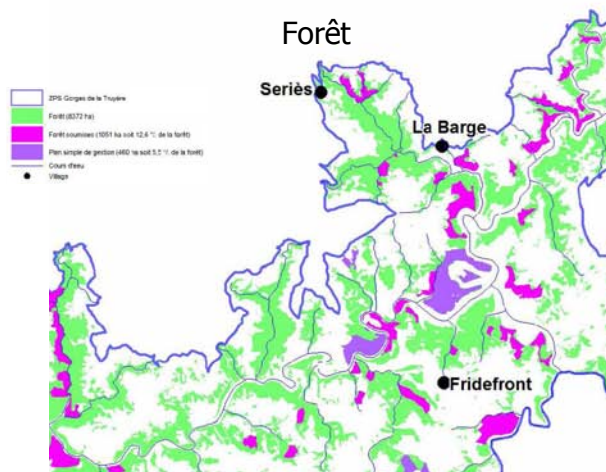 Forêt
Seriès
La Barge
ZPS Gorges de la Truyère
Forêt (8372 ha)
Forêt soumises (1051 ha soit 12,6 % de la forêt)
Plan simple de gestion (460 ha soit 5,5 % de la forêt)
Cours d'eau
Village
Fridefront